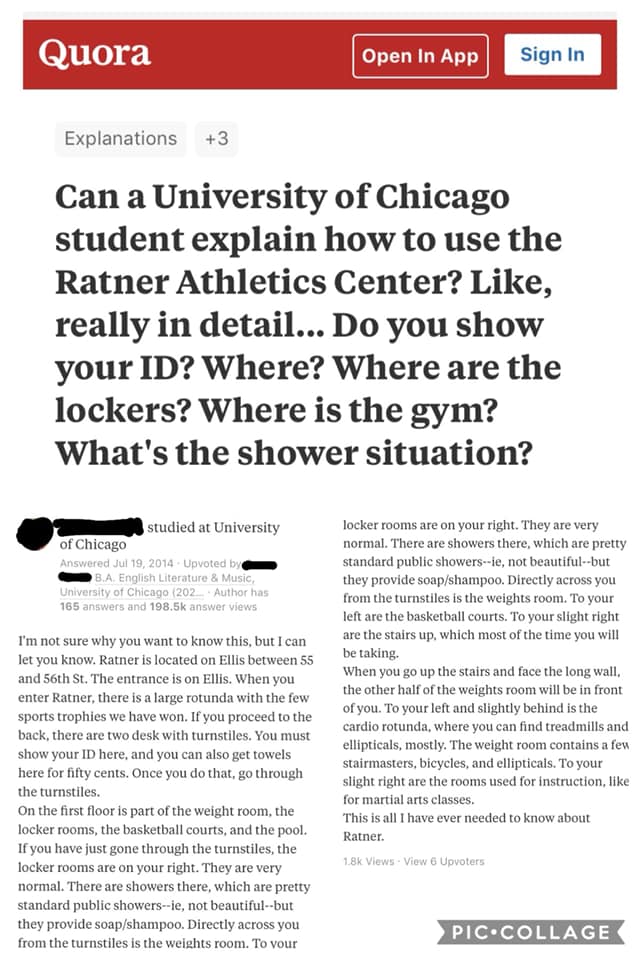 Quora
Open In App
Sign In
Explanations
+3
Can a University of Chicago
student explain how to use the
Ratner Athletics Center? Like,
really in detail... Do you show
your ID? Where? Where are the
lockers? Where is the gym?
What's the shower situation?
studied at University
of Chicago
Answered Jul 19, 2014 · Upvoted by
B.A. English Literature & Music,
University of Chicago (202... · Author has
165 answers and 198.5k answer views
I'm not sure why you want to know this, but I can
let you know. Ratner is located on Ellis between 55
and 56th St. The entrance is on Ellis. When you
enter Ratner, there is a large rotunda with the few
sports trophies we have won. If you proceed to the
back, there are two desk with turnstiles. You must
show your ID here, and you can also get towels
here for fifty cents. Once you do that, go through
the turnstiles.
On the first floor is part of the weight room, the
locker rooms, the basketball courts, and the pool.
If you have just gone through the turnstiles, the
locker rooms are on your right. They are very
normal. There are showers there, which are pretty
standard public showers--ie, not beautiful--but
they provide soap/shampoo. Directly across you
from the turnstiles is the weights room. To your
locker rooms are on your right. They are very
normal. There are showers there, which are pretty
standard public showers--ie, not beautiful--but
they provide soap/shampoo. Directly across you
from the turnstiles is the weights room. To your
left are the basketball courts. To your slight right
are the stairs up, which most of the time you will
be taking.
When you go up the stairs and face the long wall,
the other half of the weights room will be in front
of you. To your left and slightly behind is the
cardio rotunda, where you can find treadmills and
ellipticals, mostly. The weight room contains a few
stairmasters, bicycles, and ellipticals. To your
slight right are the rooms used for instruction, like
for martial arts classes.
This is all I have ever needed to know about
Ratner.
1.8k Views · View 6 Upvoters
PIC•COLLAGE